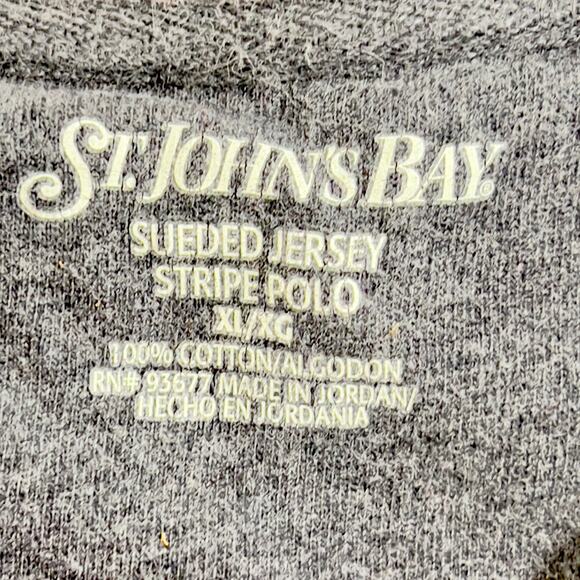 ST. JOHN'S BAY®
SUEDED JERSEY
STRIPE POLO
XL/XG
100% COTTON/ALGODON
RN# 93677 MADE IN JORDAN/
HECHO EN JORDANIA